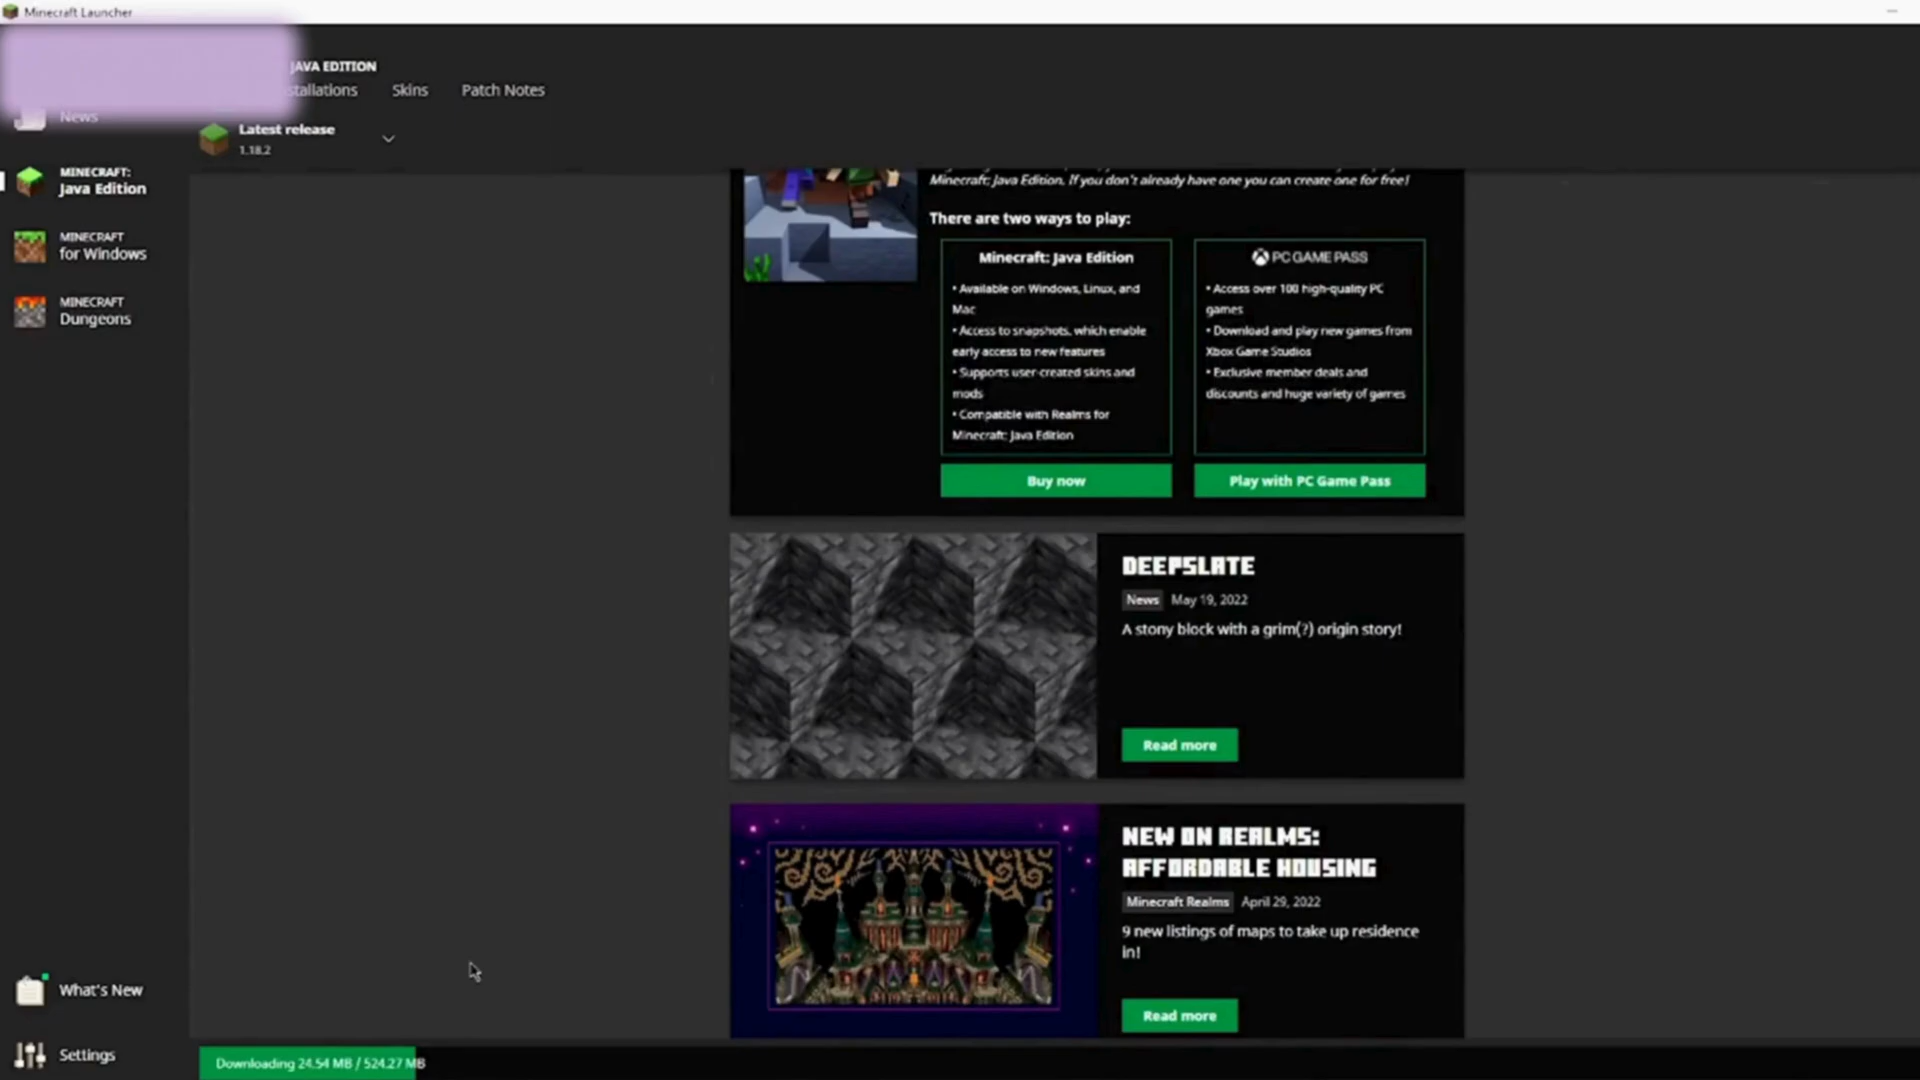 Minecraft Launcher
JAVA EDITION
stallations
Skins
Patch Notes
News
Latest release
1.18.2
MINECRAFT:
Java Edition
MINECRAFT
for Windows
MINECRAFT
Dungeons
What's New
Settings
Minecraft: Java Edition. If you don't already have one you can create one for free!
There are two ways to play:
Minecraft: Java Edition
• Available on Windows, Linux, and
Mac
• Access to snapshots, which enable
early access to new features
• Supports user-created skins and
mods
• Compatible with Realms for
Minecraft: Java Edition
Buy now
PC GAME PASS
• Access over 100 high-quality PC
games
• Download and play new games from
Xbox Game Studios
• Exclusive member deals and
discounts and huge variety of games
Play with PC Game Pass
DEEPSLATE
News May 19, 2022
A stony block with a grim(?) origin story!
Read more
NEW ON REALMS:
AFFORDABLE HOUSING
Minecraft Realms April 29, 2022
9 new listings of maps to take up residence
in!
Read more
Downloading 24.54 MB / 524.27 MB